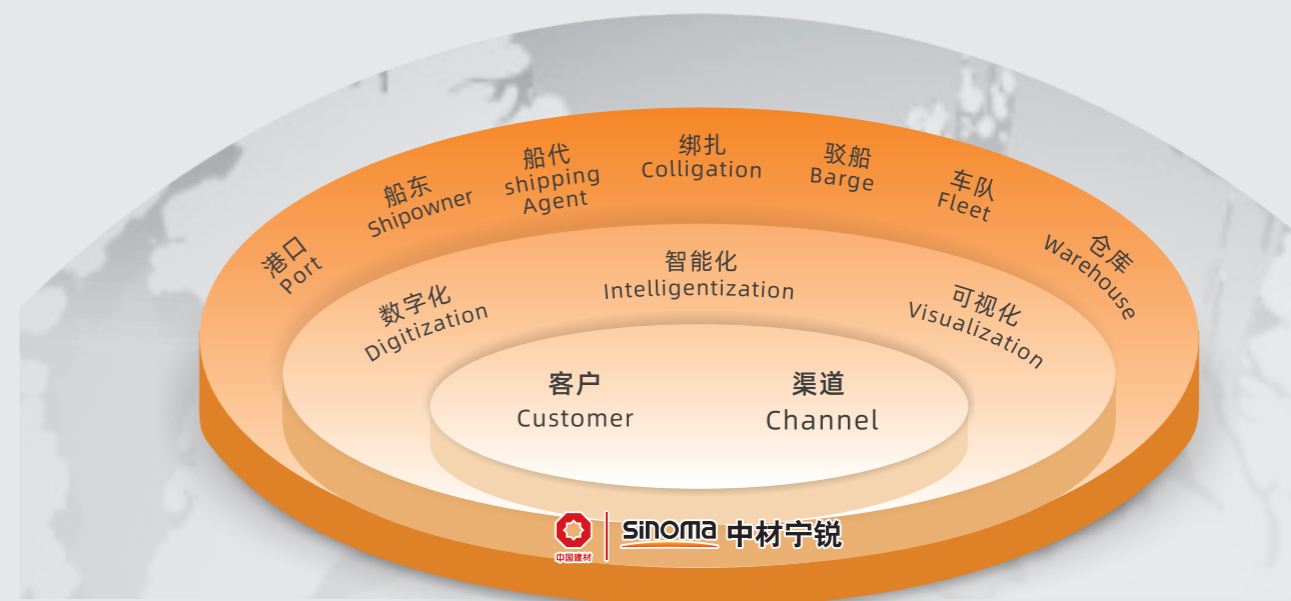 绑扎
Colligation
船代
shipping
Agent
驳船
Barge
船东
Shipowner
车队
Fleet
港口
Port
仓库
Warehouse
智能化
Intelligentization
数字化
Digitization
可视化
Visualization
客户
Customer
渠道
Channel
中国建材
sinoma 中材宁锐